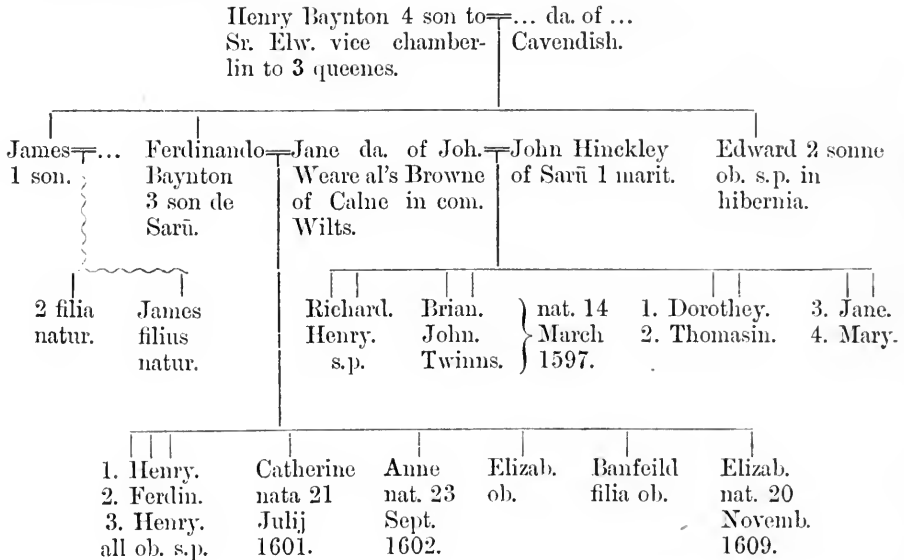 Henry Baynton 4 son to
Sr. Edw. vice chamber-
lin to 3 queenes.
... da. of ...
Cavendish.
James
1 son.
...
Ferdinando
Baynton
3 son de
Sarū.
Jane da. of Joh.
Weare al's Browne
of Calne in com.
Wilts.
John Hinckley
of Sarū 1 marit.
Edward 2 sonne
ob. s.p. in
hibernia.
2 filia
natur.
James
filius
natur.
Richard.
Henry.
s.p.
Brian.
John.
Twinns.
nat. 14
March
1597.
1. Dorothey.
2. Thomasin.
3. Jane.
4. Mary.
1. Henry.
2. Ferdin.
3. Henry.
all ob. s.p.
Catherine
nata 21
Julij
1601.
Anne
nat. 23
Sept.
1602.
Elizab.
ob.
Banfeild
filia ob.
Elizab.
nat. 20
Novemb.
1609.